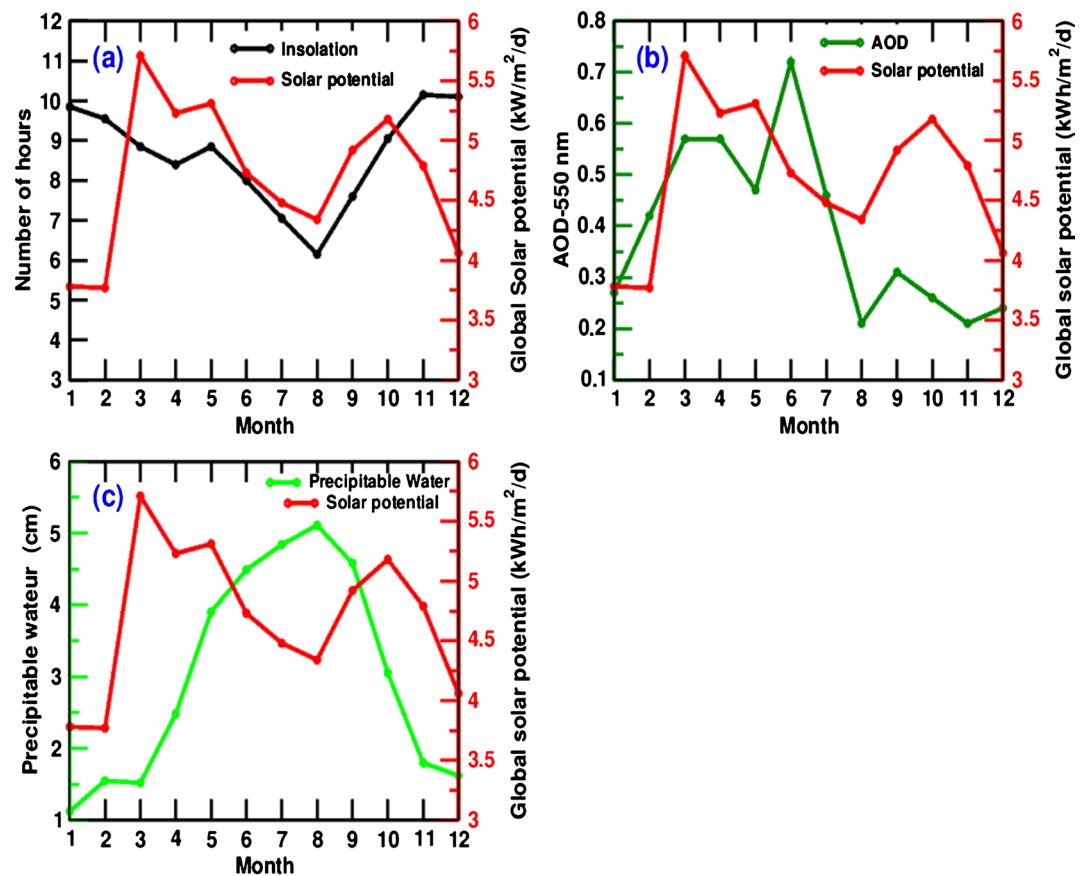 (a)
Insolation
Solar potential
Number of hours
12
11
10
9
8
7
6
5
4
3
6
5.5
5
4.5
4
3.5
3
Global Solar potential (kW/m²/d)
1 2 3 4 5 6 7 8 9 10 11 12
Month
(b)
AOD
Solar potential
AOD-550 nm
0.8
0.7
0.6
0.5
0.4
0.3
0.2
0.1
6
5.5
5
4.5
4
3.5
3
Global solar potential (kWh/m²/d)
1 2 3 4 5 6 7 8 9 10 11 12
Month
(c)
Precipitable Water
Solar potential
Precipitable wateur (cm)
6
5
4
3
2
1
6
5.5
5
4.5
4
3.5
3
Global solar potential (kWh/m²/d)
1 2 3 4 5 6 7 8 9 10 11 12
Month